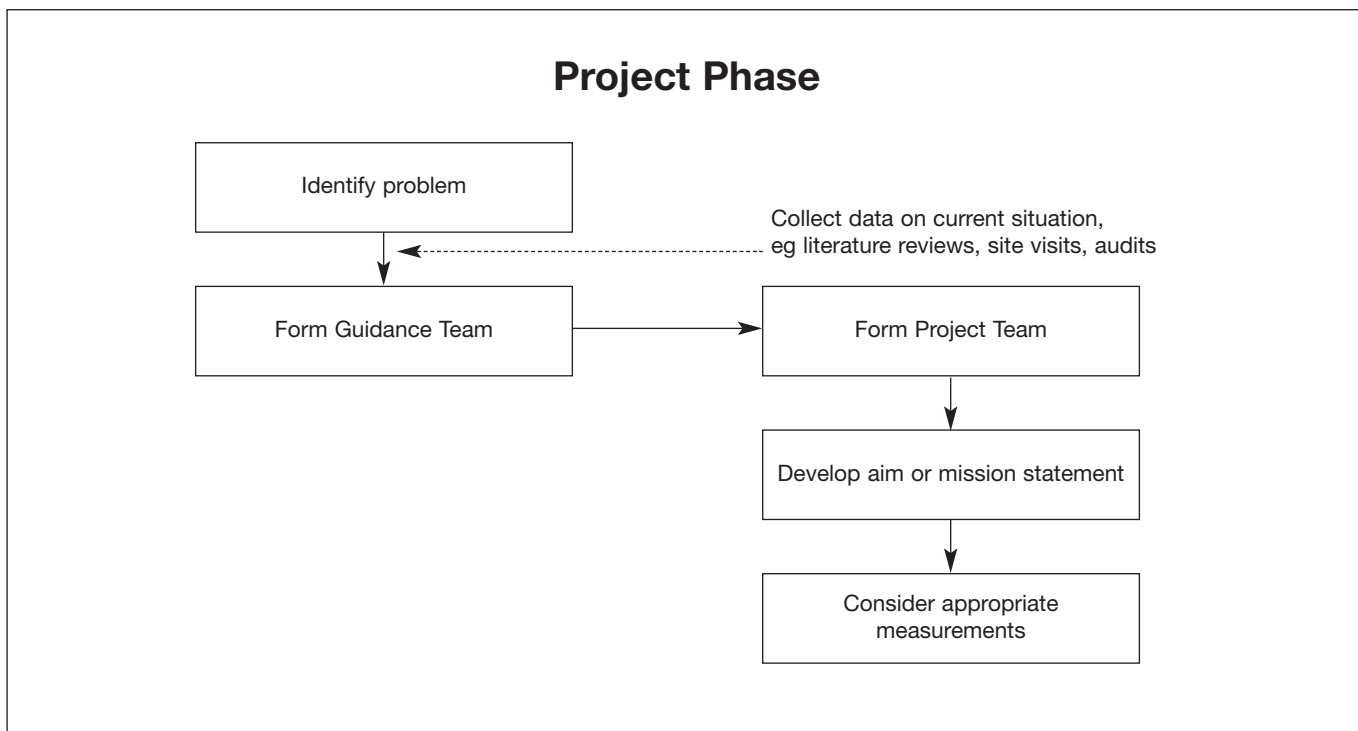 Project Phase
Identify problem
Collect data on current situation,
eg literature reviews, site visits, audits
Form Guidance Team
Form Project Team
Develop aim or mission statement
Consider appropriate
measurements